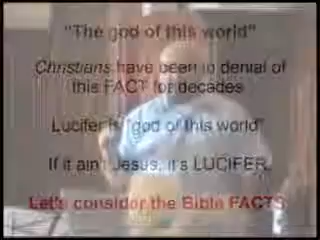 "The god of this world"
Christians have been in denial of
this FACT for decades
Lucifer is "god of this world"
If it ain't Jesus, it's LUCIFER.
Let's consider the Bible FACTS